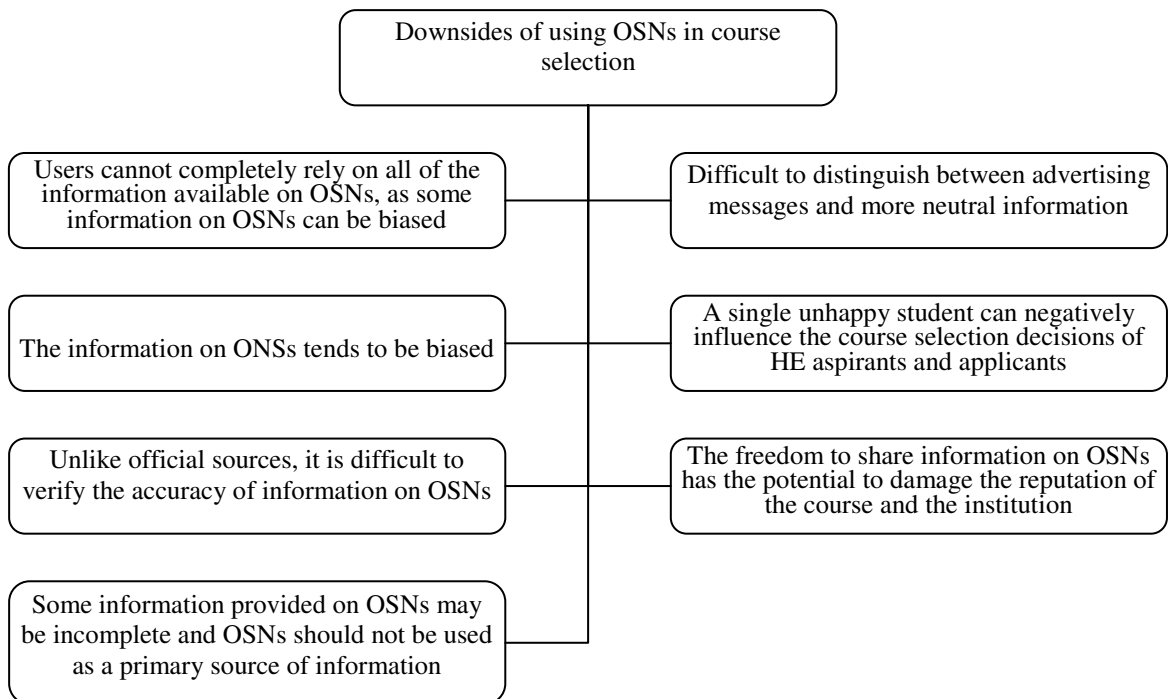 Downsides of using OSNs in course
selection
Users cannot completely rely on all of the
information available on OSNs, as some
information on OSNs can be biased
Difficult to distinguish between advertising
messages and more neutral information
The information on ONSs tends to be biased
A single unhappy student can negatively
influence the course selection decisions of
HE aspirants and applicants
Unlike official sources, it is difficult to
verify the accuracy of information on OSNs
The freedom to share information on OSNs
has the potential to damage the reputation of
the course and the institution
Some information provided on OSNs may
be incomplete and OSNs should not be used
as a primary source of information